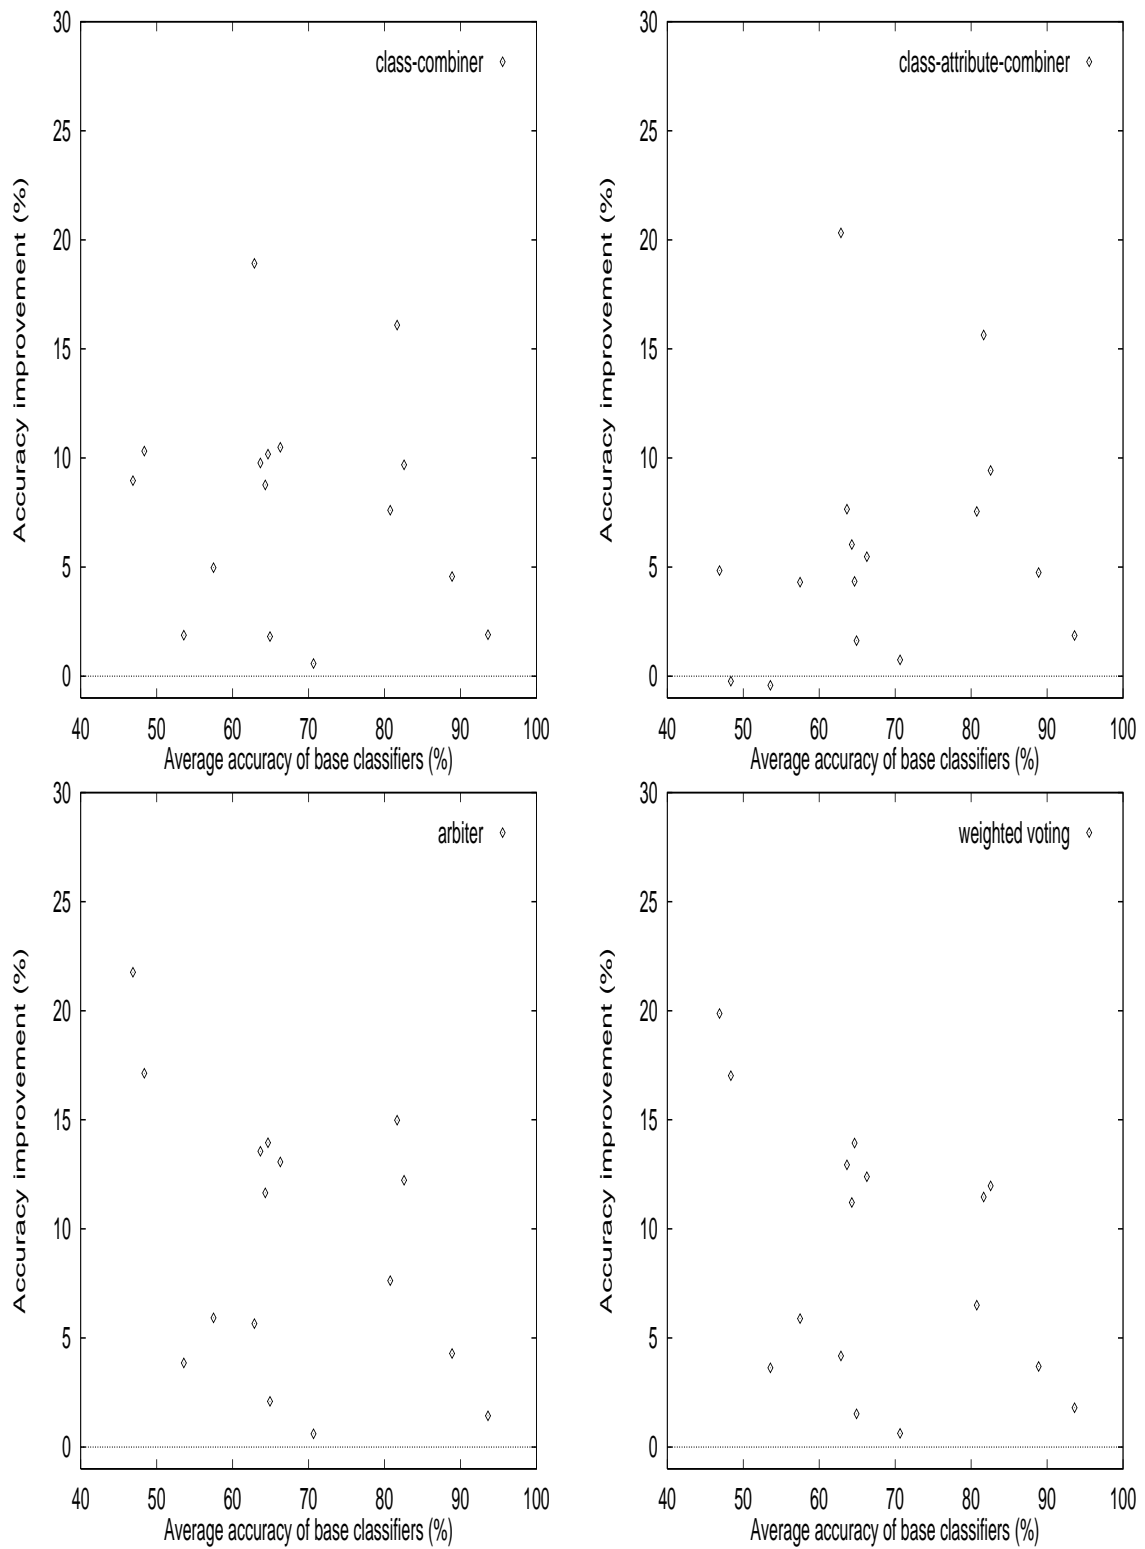 30
25
20
15
10
5
0
40 50 60 70 80 90 100
Accuracy improvement (%)
Average accuracy of base classifiers (%)
class-combiner
30
25
20
15
10
5
0
40 50 60 70 80 90 100
Accuracy improvement (%)
Average accuracy of base classifiers (%)
class-attribute-combiner
30
25
20
15
10
5
0
40 50 60 70 80 90 100
Accuracy improvement (%)
Average accuracy of base classifiers (%)
arbiter
30
25
20
15
10
5
0
40 50 60 70 80 90 100
Accuracy improvement (%)
Average accuracy of base classifiers (%)
weighted voting